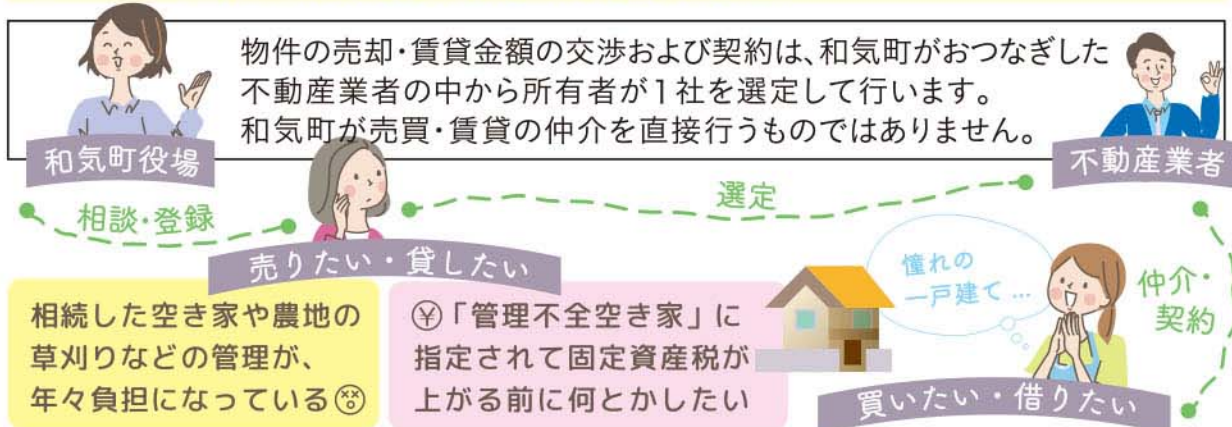 物件の売却・賃貸金額の交渉および契約は、和気町がおつなぎした
不動産業者の中から所有者が1社を選定して行います。
和気町が売買・賃貸の仲介を直接行うものではありません。
和気町役場
不動産業者
相談・登録
選定
売りたい・貸したい
憧れの
一戸建て…
仲介・
契約
相続した空き家や農地の
草刈りなどの管理が、
年々負担になっている
¥「管理不全空き家」に
指定されて固定資産税が
上がる前に何とかしたい
買いたい・借りたい